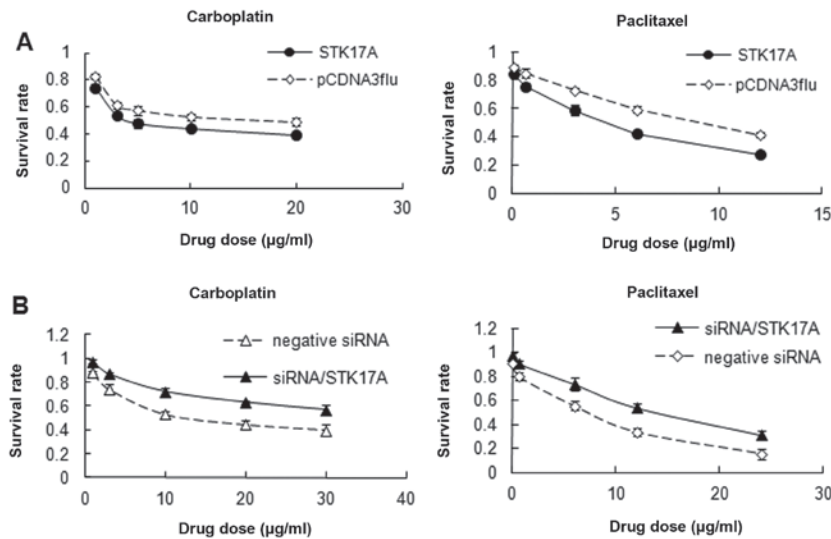 A
Carboplatin
STK17A
pCDNA3flu
Survival rate
1
0.8
0.6
0.4
0.2
0
0 10 20 30
Drug dose (µg/ml)
Paclitaxel
STK17A
pCDNA3flu
Survival rate
1
0.8
0.6
0.4
0.2
0
0 5 10 15
Drug dose (µg/ml)
B
Carboplatin
negative siRNA
siRNA/STK17A
Survival rate
1.2
1
0.8
0.6
0.4
0.2
0
0 10 20 30 40
Drug dose (µg/ml)
Paclitaxel
siRNA/STK17A
negative siRNA
Survival rate
1.2
1
0.8
0.6
0.4
0.2
0
0 10 20 30
Drug dose (µg/ml)